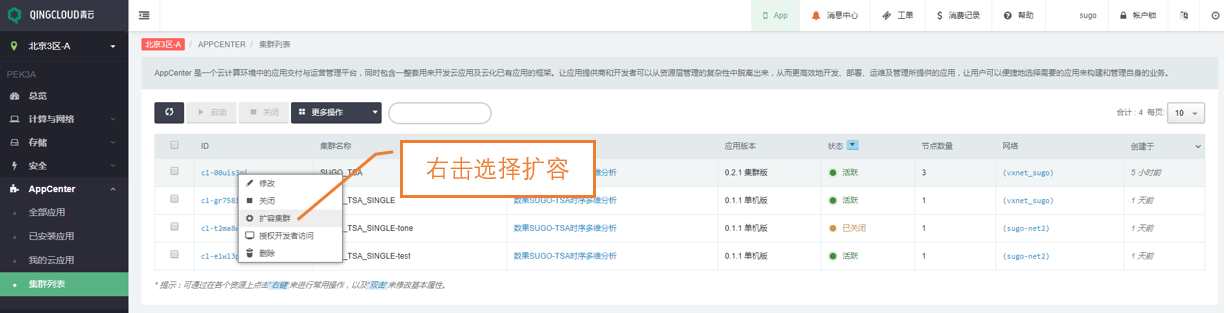 QINGCLOUD青云
App
消息中心
工单
消费记录
帮助
sugo
帐户锁
北京3区-A
北京3区-A / APPCENTER / 集群列表
PEK3A
总览
计算与网络
存储
安全
AppCenter
全部应用
已安装应用
我的云应用
集群列表
AppCenter 是一个云计算环境中的应用交付与运营管理平台，同时包含一整套用来开发云应用及云化已有应用的框架。让应用提供商和开发者可以从资源层管理的复杂性中脱离出来，从而更高效地开发、部署、运维及管理所提供的应用，让用户可以便捷地选择需要的应用来构建和管理自身的业务。
启动
关闭
更多操作
合计 : 4 每页: 10
ID 集群名称 应用版本 状态 节点数量 网络 创建于
cl-00uis3 SUGO_TSA 维分析 0.2.1 集群版 活跃 3 (vxnet_sugo) 5 小时前
cl-gr758 _TSA_SINGLE 数果SUGO-TSA时序多维分析 0.1.1 单机版 活跃 1 (vxnet_sugo) 1 天前
cl-t2ma8 _TSA_SINGLE-tone 数果SUGO-TSA时序多维分析 0.1.1 单机版 已关闭 1 (sugo-net2) 1 天前
_TSA_SINGLE-test 数果SUGO-TSA时序多维分析 0.1.1 单机版 活跃 1 (sugo-net2) 1 天前
修改
关闭
扩容集群
授权开发者访问
删除
右击选择扩容
* 提示：可通过在各个资源上点击"右键"来进行常用操作，以及"双击"来修改基本属性。